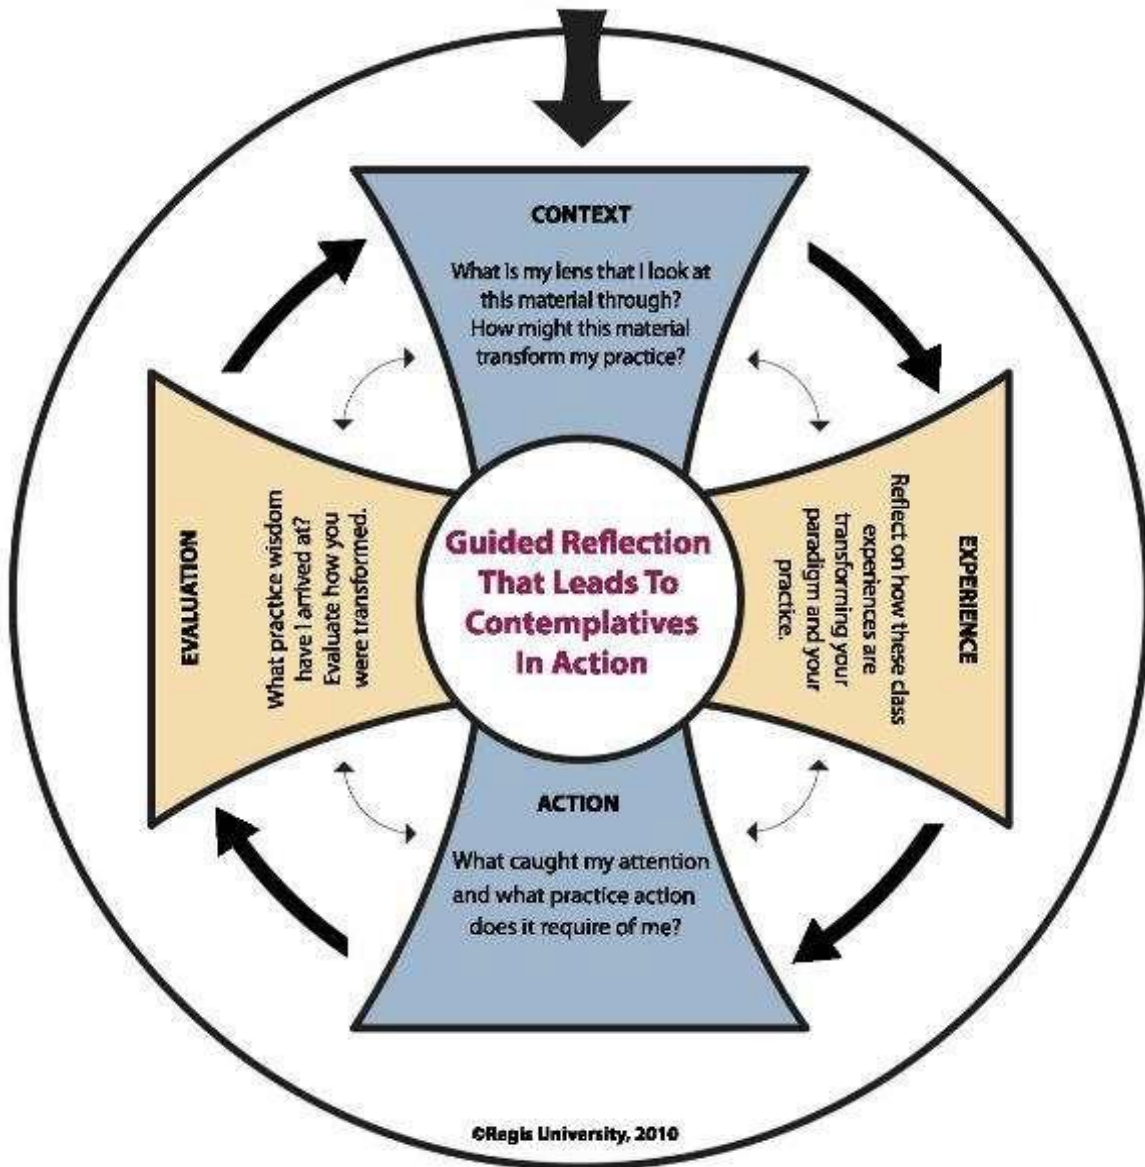 CONTEXT
What is my lens that I look at
this material through?
How might this material
transform my practice?
EXPERIENCE
Reflect on how these class
experiences are
transforming your
paradigm and your
practice.
Guided Reflection
That Leads To
Contemplatives
In Action
ACTION
What caught my attention
and what practice action
does it require of me?
EVALUATION
What practice wisdom
have I arrived at?
Evaluate how you
were transformed.
©Regis University, 2010